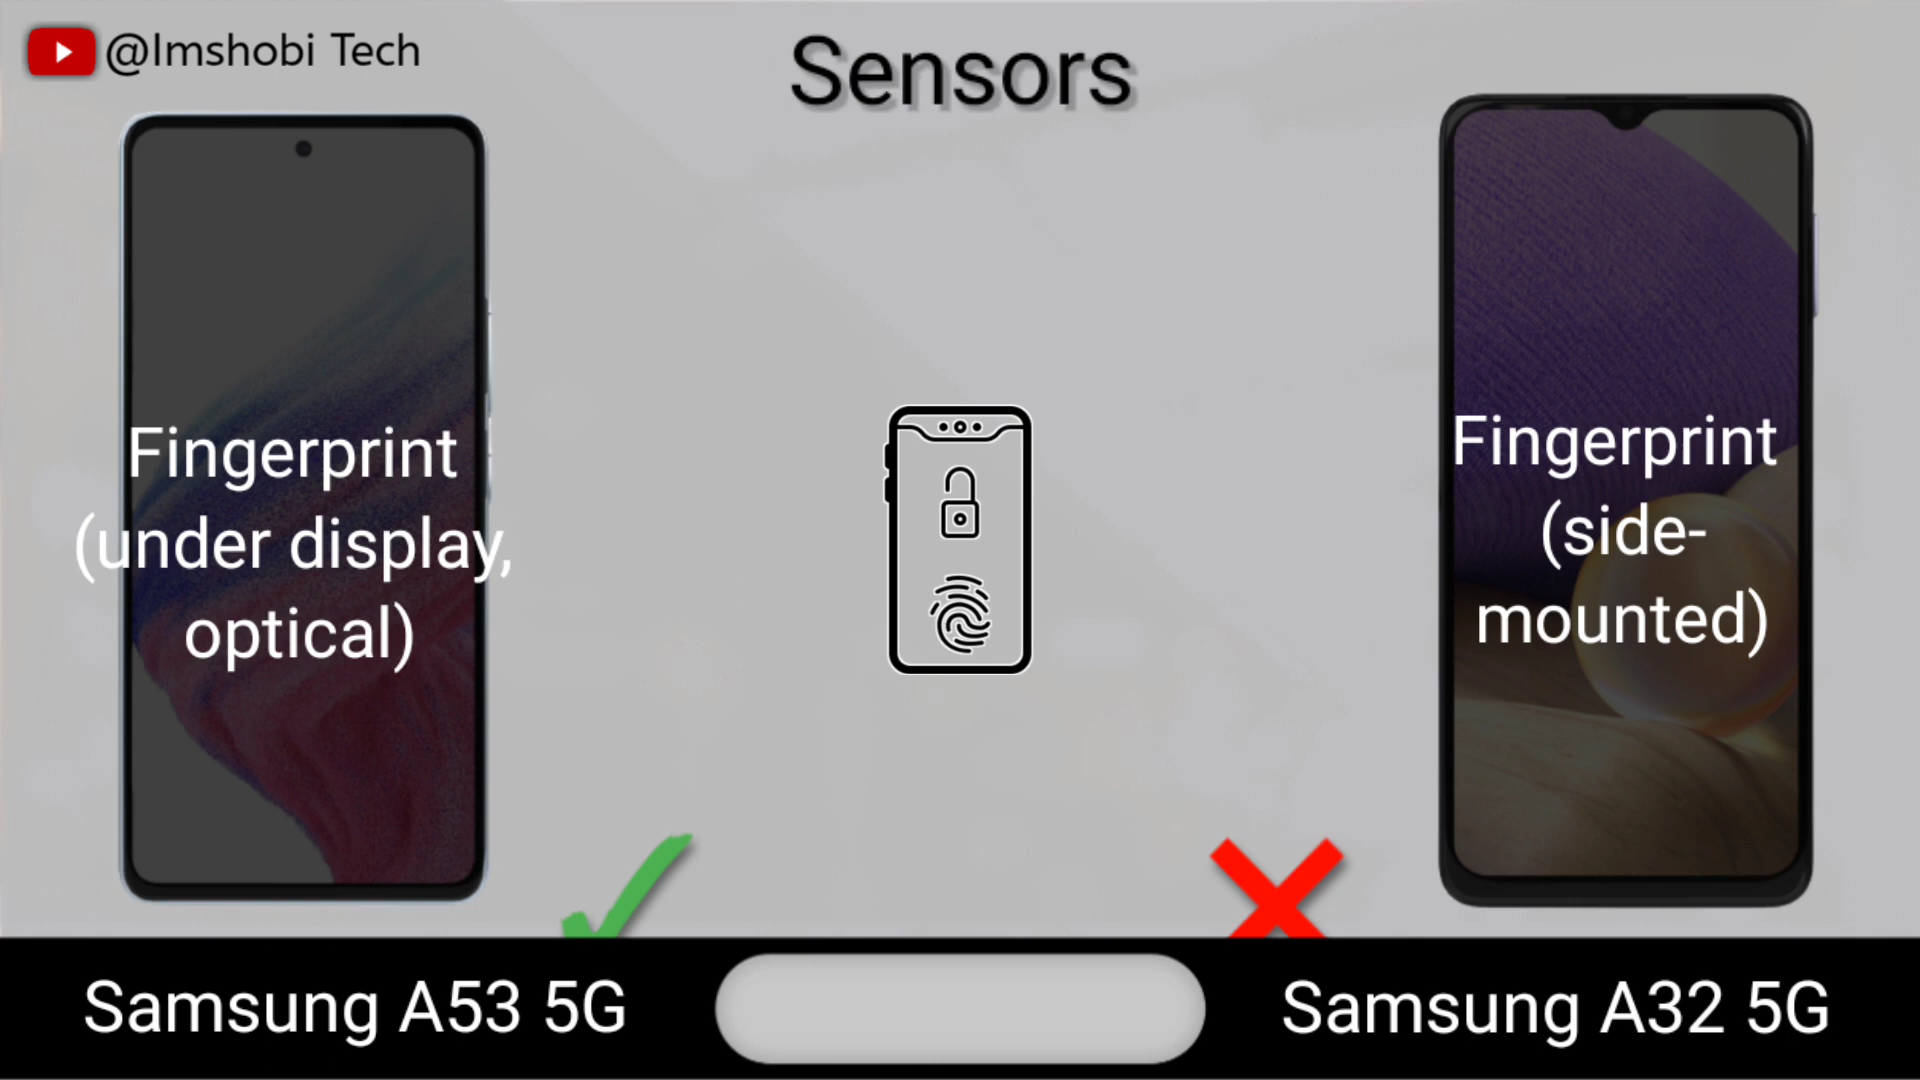 @Imshobi Tech
Sensors
Fingerprint
(under display,
optical)
Fingerprint
(side-
mounted)
Samsung A53 5G
Samsung A32 5G